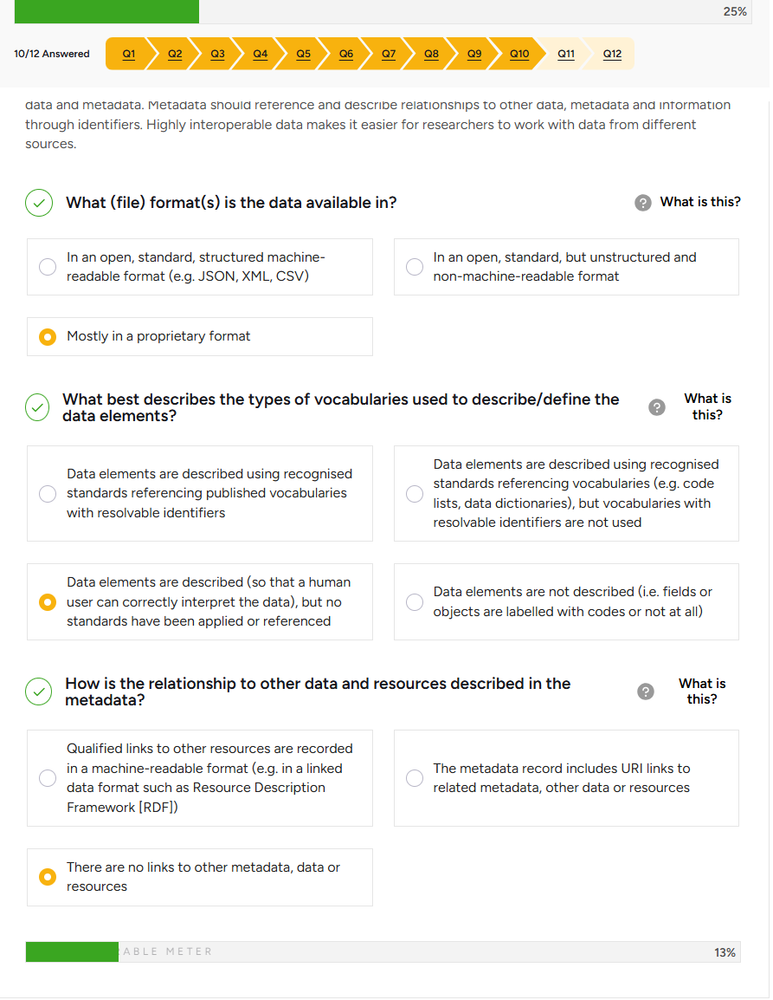 25%
10/12 Answered
Q1
Q2
Q3
Q4
Q5
Q6
Q7
Q8
Q9
Q10
Q11
Q12
data and metadata. Metadata should reference and describe relationships to other data, metadata and information
through identifiers. Highly interoperable data makes it easier for researchers to work with data from different
sources.
What (file) format(s) is the data available in?
? What is this?
In an open, standard, structured machine-
readable format (e.g. JSON, XML, CSV)
In an open, standard, but unstructured and
non-machine-readable format
Mostly in a proprietary format
What best describes the types of vocabularies used to describe/define the
data elements?
? What is
this?
Data elements are described using recognised
standards referencing published vocabularies
with resolvable identifiers
Data elements are described using recognised
standards referencing vocabularies (e.g. code
lists, data dictionaries), but vocabularies with
resolvable identifiers are not used
Data elements are described (so that a human
user can correctly interpret the data), but no
standards have been applied or referenced
Data elements are not described (i.e. fields or
objects are labelled with codes or not at all)
How is the relationship to other data and resources described in the
metadata?
? What is
this?
Qualified links to other resources are recorded
in a machine-readable format (e.g. in a linked
data format such as Resource Description
Framework [RDF])
The metadata record includes URI links to
related metadata, other data or resources
There are no links to other metadata, data or
resources
ABLE METER
13%